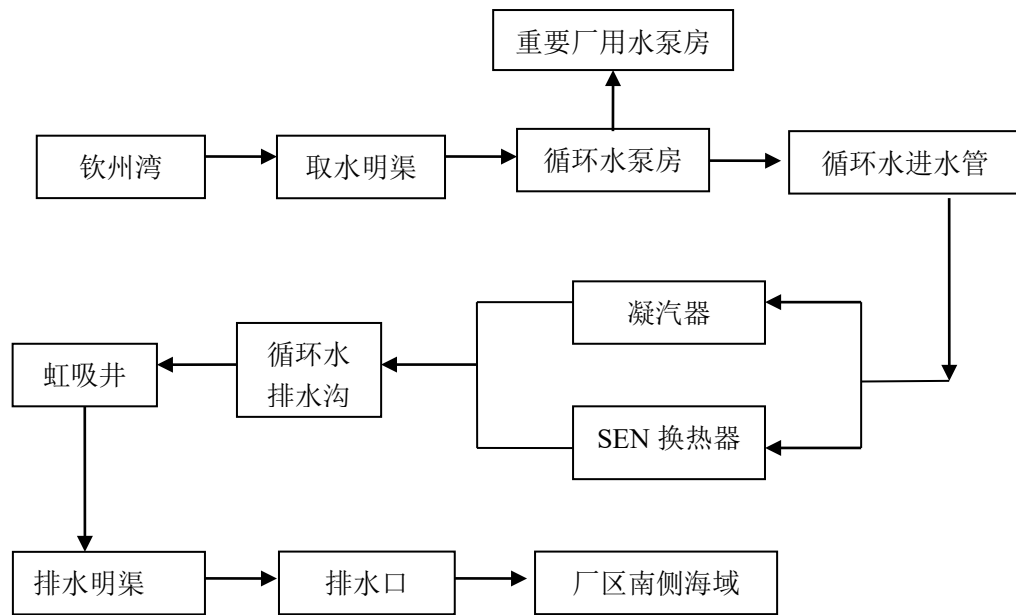 重要厂用水泵房
钦州湾
取水明渠
循环水泵房
循环水进水管
凝汽器
虹吸井
循环水
排水沟
SEN 换热器
排水明渠
排水口
厂区南侧海域